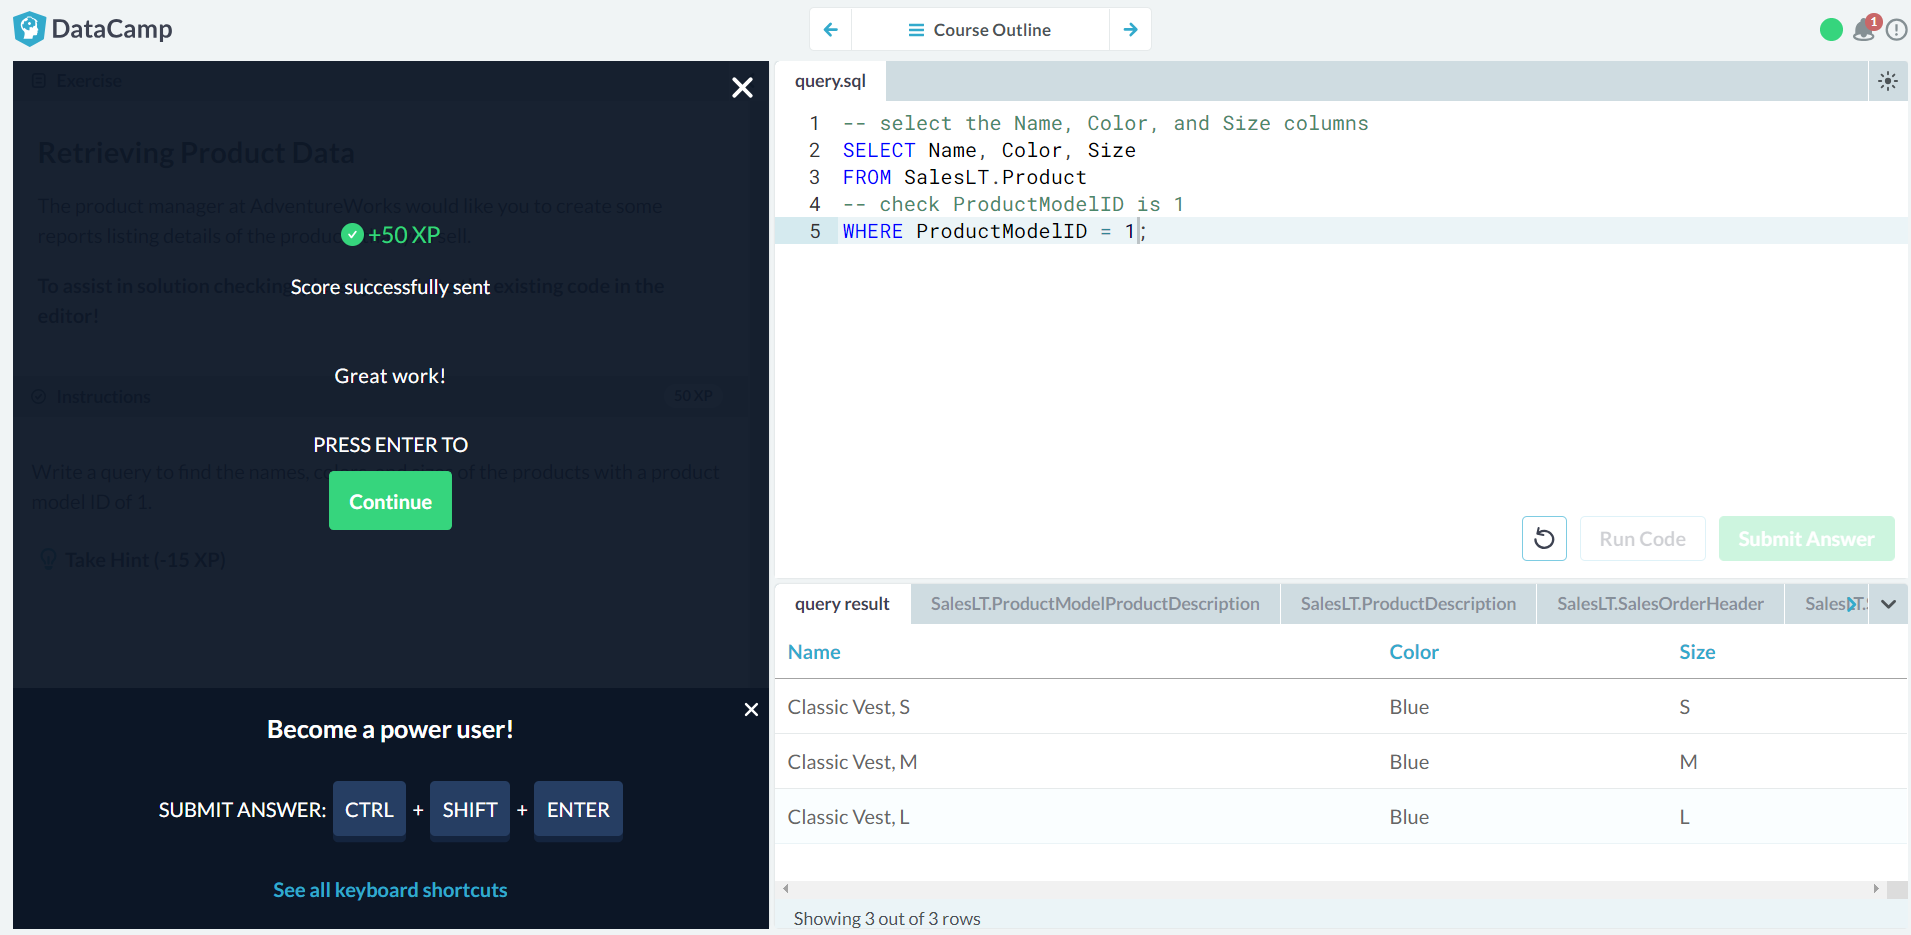 DataCamp
Course Outline
1
Exercise
Retrieving Product Data
The product manager at AdventureWorks would like you to create some
reports listing details of the produc sell.
+50 XP
To assist in solution checking existing code in the
editor!
Score successfully sent
Great work!
Instructions
50 XP
PRESS ENTER TO
Write a query to find the names, of the products with a product
model ID of 1.
Continue
Take Hint (-15 XP)
Become a power user!
SUBMIT ANSWER: CTRL + SHIFT + ENTER
See all keyboard shortcuts
query.sql
1 -- select the Name, Color, and Size columns
2 SELECT Name, Color, Size
3 FROM SalesLT.Product
4 -- check ProductModelID is 1
5 WHERE ProductModelID = 1;
Run Code
Submit Answer
query result SalesLT.ProductModelProductDescription SalesLT.ProductDescription SalesLT.SalesOrderHeader
Name Color Size
Classic Vest, S Blue S
Classic Vest, M Blue M
Classic Vest, L Blue L
Showing 3 out of 3 rows